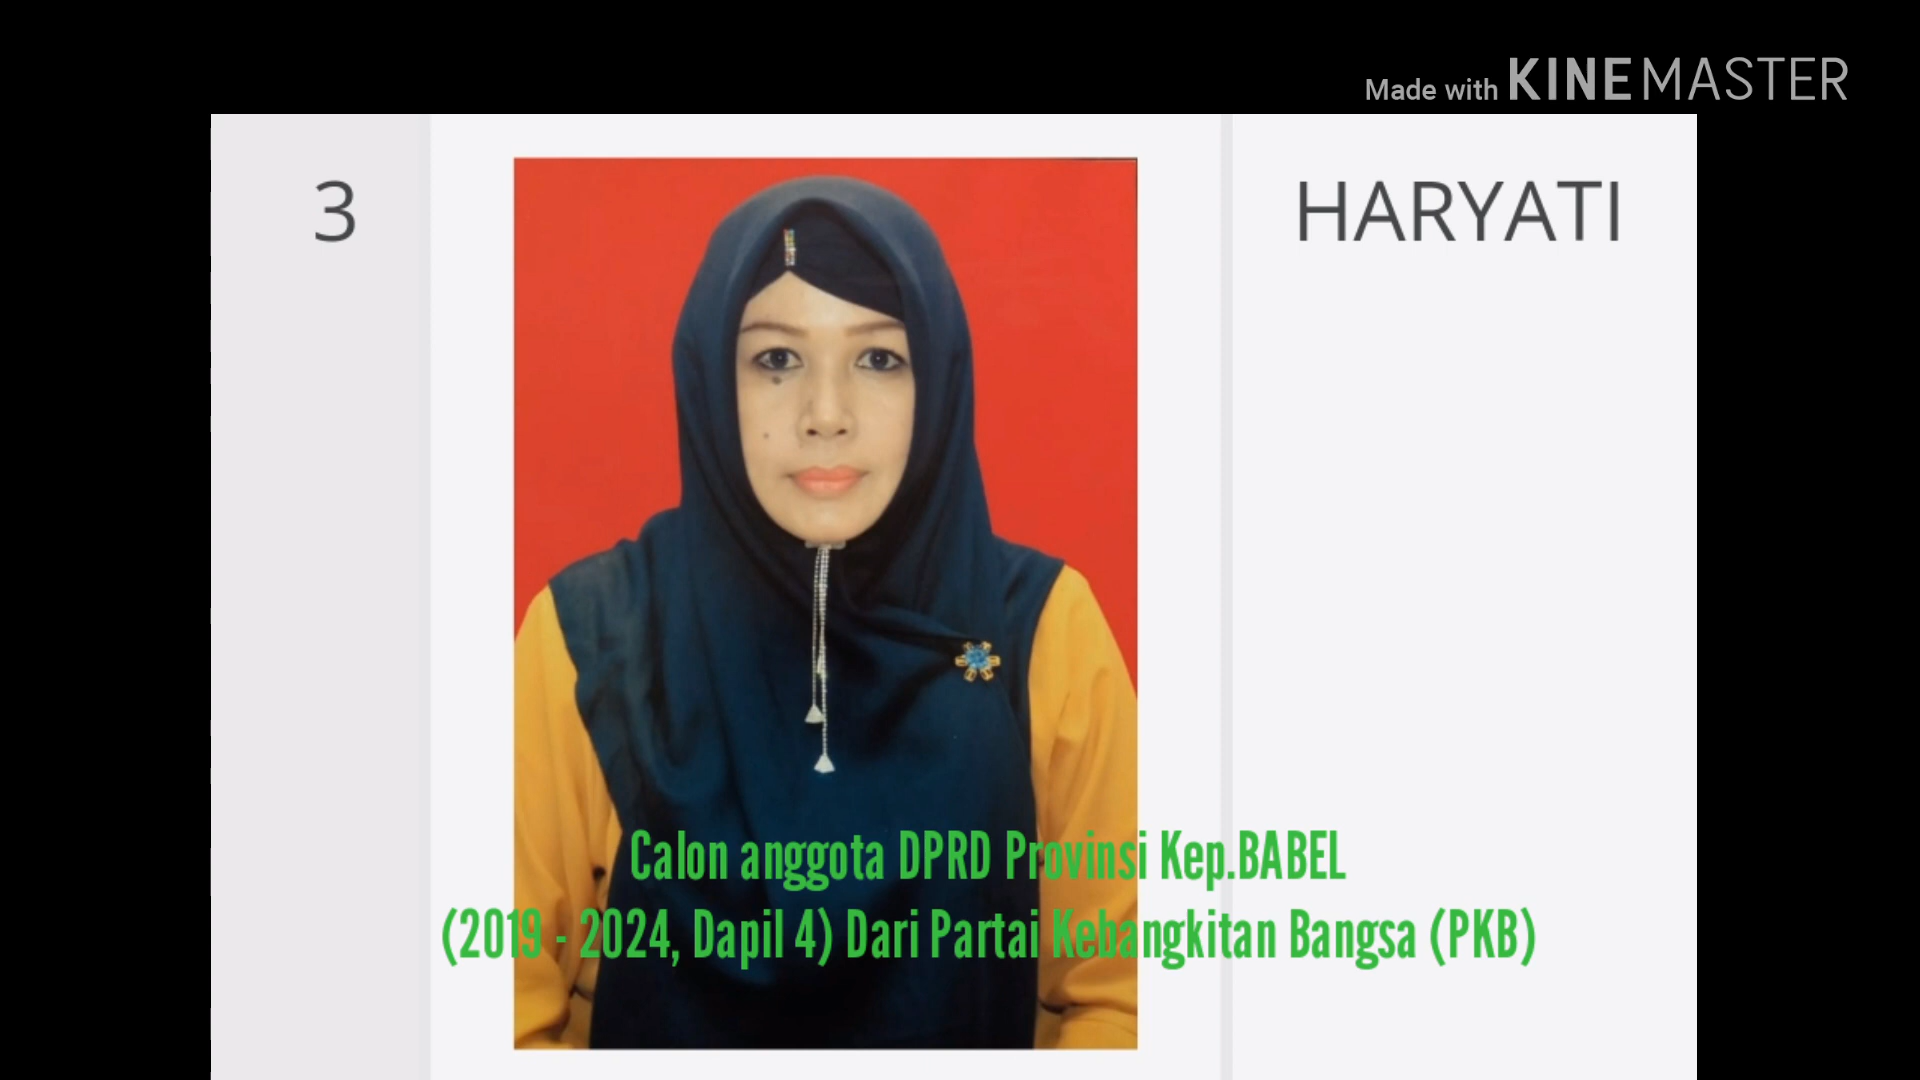 Made with KINEMASTER
3
HARYATI
Calon anggota DPRD Provinsi Kep.BABEL
(2019 - 2024, Dapil 4) Dari Partai Kebangkitan Bangsa (PKB)